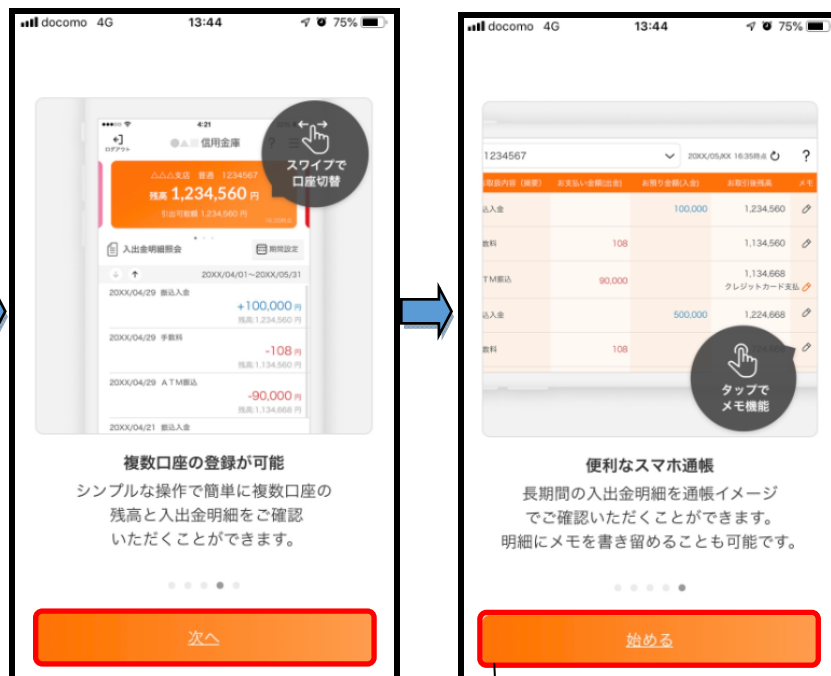 docomo 4G 13:44 75%
4:21
ログアウト
●▲■ 信用金庫 ?
スワイプで
口座切替
△△△支店 普通 1234567
残高 1,234,560 円
引出可能額 1,234,560 円
16:35時点
入出金明細照会 期間設定
20XX/04/01~20XX/05/31
20XX/04/29 振込入金
+100,000 円
残高:1,234,560 円
20XX/04/29 手数料
-108 円
残高:1,134,560 円
20XX/04/29 ATM振込
-90,000 円
残高:1,134,668 円
20XX/04/21 振込入金
複数口座の登録が可能
シンプルな操作で簡単に複数口座の
残高と入出金明細をご確認
いただくことができます。
次へ
docomo 4G 13:44 75%
1234567 20XX/05/XX 16:35時点 ?
お取扱内容(摘要) お支払い金額(出金) お預り金額(入金) お取引後残高 メモ
込入金 100,000 1,234,560
数料 108 1,134,560
TM振込 90,000 1,134,668
クレジットカード支払
込入金 500,000 1,224,668
数料 108
タップで
メモ機能
便利なスマホ通帳
長期間の入出金明細を通帳イメージ
でご確認いただくことができます。
明細にメモを書き留めることも可能です。
始める